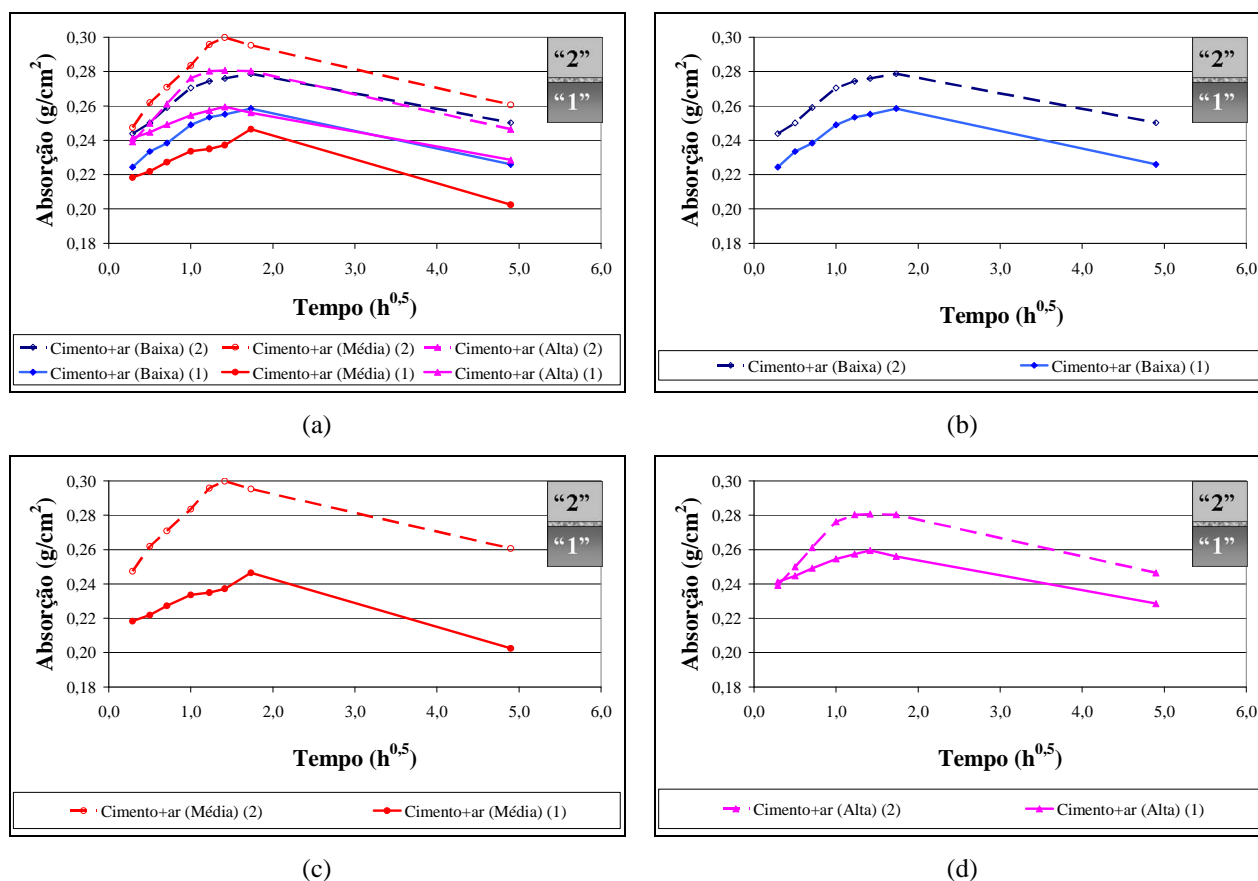 Absorção (g/cm²)
0,30
0,28
0,26
0,24
0,22
0,20
0,18
0,0 1,0 2,0 3,0 4,0 5,0 6,0
Tempo (h^0,5)
“2”
“1”
Cimento+ar (Baixa) (2) Cimento+ar (Média) (2) Cimento+ar (Alta) (2)
Cimento+ar (Baixa) (1) Cimento+ar (Média) (1) Cimento+ar (Alta) (1)
(a)
Absorção (g/cm²)
0,30
0,28
0,26
0,24
0,22
0,20
0,18
0,0 1,0 2,0 3,0 4,0 5,0 6,0
Tempo (h^0,5)
“2”
“1”
Cimento+ar (Baixa) (2) Cimento+ar (Baixa) (1)
(b)
Absorção (g/cm²)
0,30
0,28
0,26
0,24
0,22
0,20
0,18
0,0 1,0 2,0 3,0 4,0 5,0 6,0
Tempo (h^0,5)
“2”
“1”
Cimento+ar (Média) (2) Cimento+ar (Média) (1)
(c)
Absorção (g/cm²)
0,30
0,28
0,26
0,24
0,22
0,20
0,18
0,0 1,0 2,0 3,0 4,0 5,0 6,0
Tempo (h^0,5)
“2”
“1”
Cimento+ar (Alta) (2) Cimento+ar (Alta) (1)
(d)